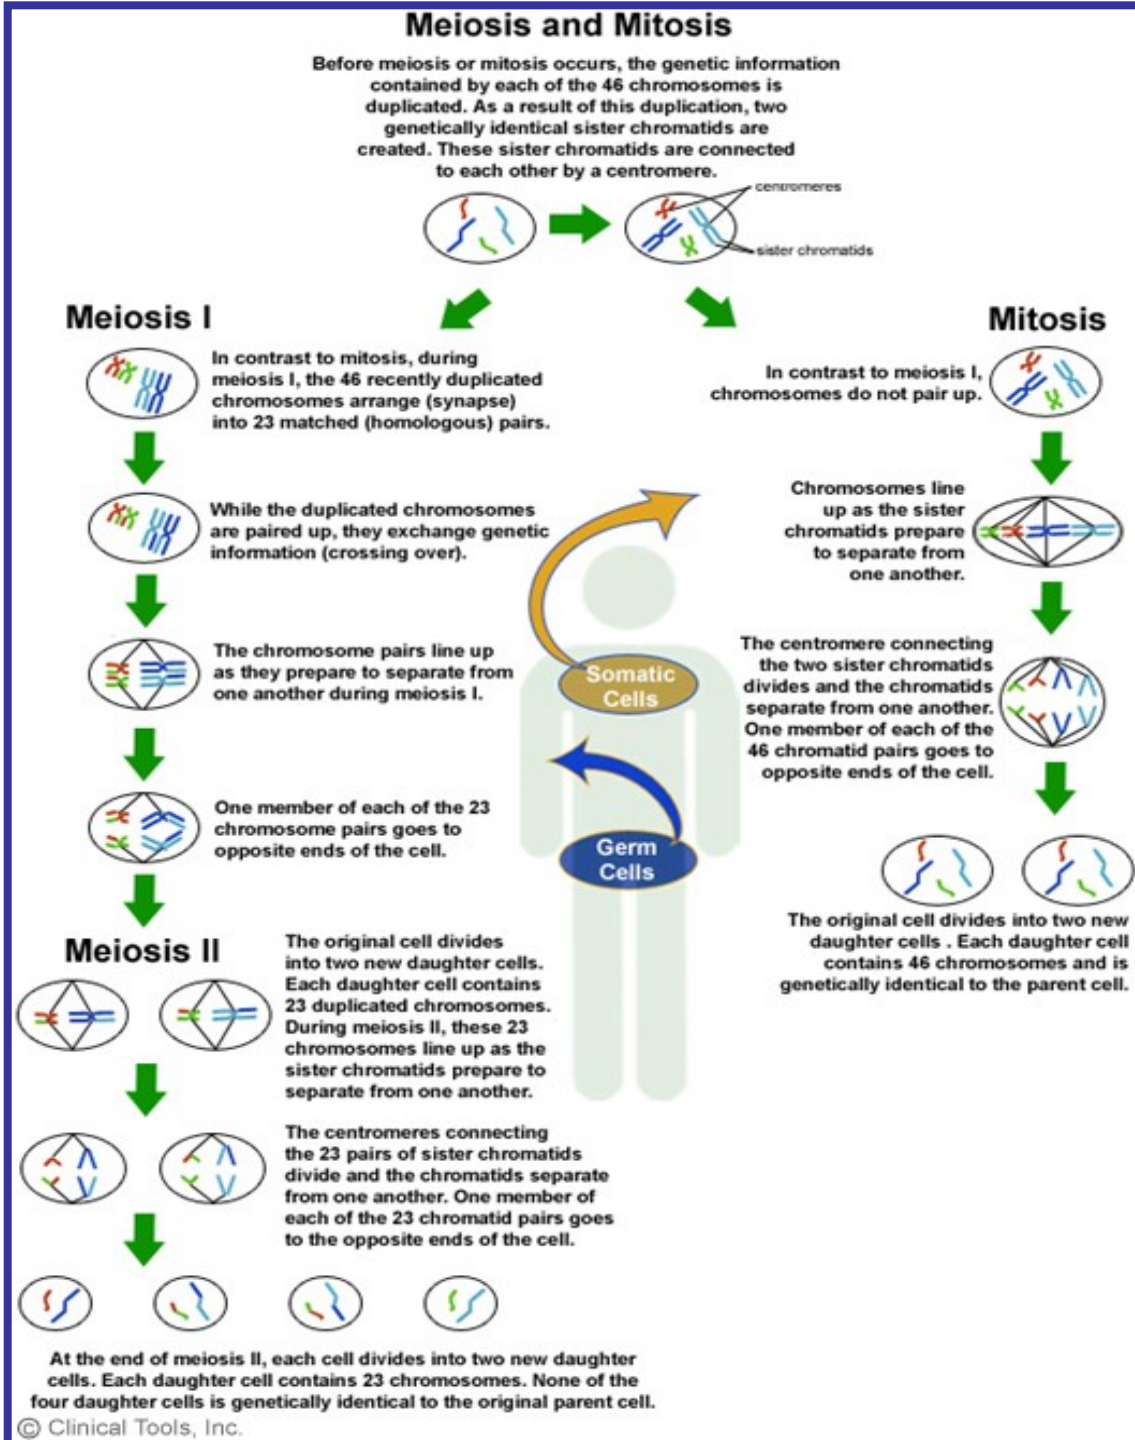 Meiosis and Mitosis
Before meiosis or mitosis occurs, the genetic information
contained by each of the 46 chromosomes is
duplicated. As a result of this duplication, two
genetically identical sister chromatids are
created. These sister chromatids are connected
to each other by a centromere.
centromeres
sister chromatids
Meiosis I
In contrast to mitosis, during
meiosis I, the 46 recently duplicated
chromosomes arrange (synapse)
into 23 matched (homologous) pairs.
While the duplicated chromosomes
are paired up, they exchange genetic
information (crossing over).
The chromosome pairs line up
as they prepare to separate from
one another during meiosis I.
One member of each of the 23
chromosome pairs goes to
opposite ends of the cell.
Somatic
Cells
Germ
Cells
Mitosis
In contrast to meiosis I,
chromosomes do not pair up.
Chromosomes line
up as the sister
chromatids prepare
to separate from
one another.
The centromere connecting
the two sister chromatids
divides and the chromatids
separate from one another.
One member of each of the
46 chromatid pairs goes to
opposite ends of the cell.
The original cell divides into two new
daughter cells . Each daughter cell
contains 46 chromosomes and is
genetically identical to the parent cell.
Meiosis II
The original cell divides
into two new daughter cells.
Each daughter cell contains
23 duplicated chromosomes.
During meiosis II, these 23
chromosomes line up as the
sister chromatids prepare to
separate from one another.
The centromeres connecting
the 23 pairs of sister chromatids
divide and the chromatids separate
from one another. One member of
each of the 23 chromatid pairs goes
to the opposite ends of the cell.
At the end of meiosis II, each cell divides into two new daughter
cells. Each daughter cell contains 23 chromosomes. None of the
four daughter cells is genetically identical to the original parent cell.
© Clinical Tools, Inc.